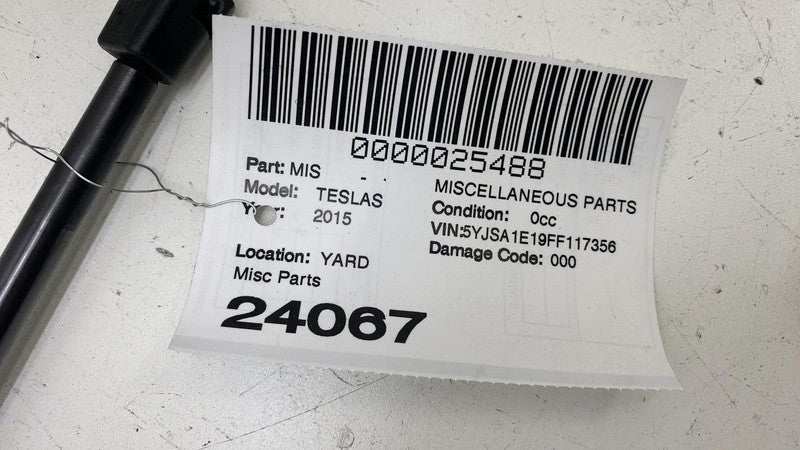 0000025488
Part: MIS - -
Model: TESLAS
MISCELLANEOUS PARTS
2015
Condition: 0cc
VIN:5YJSA1E19FF117356
Location: YARD
Damage Code: 000
Misc Parts
24067